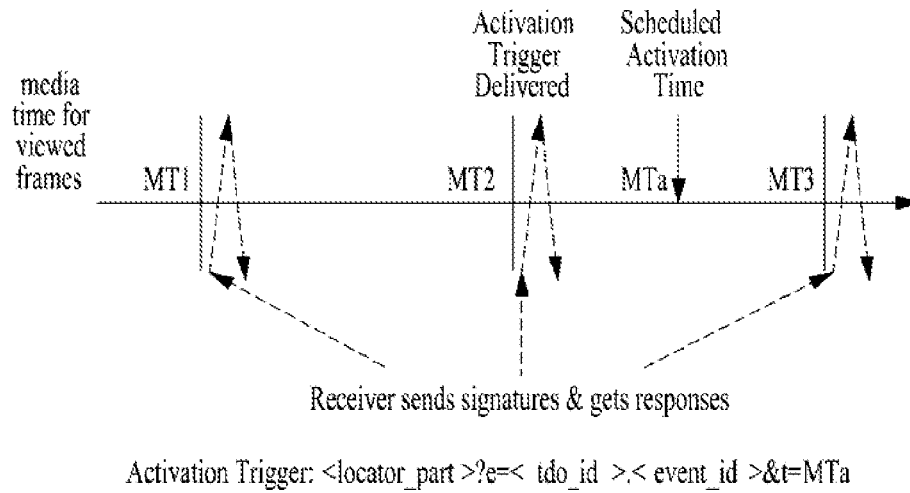 Activation
Trigger
Delivered
Scheduled
Activation
Time
media
time for
viewed
frames
MT1
MT2
MTa
MT3
Receiver sends signatures & gets responses
Activation Trigger: <locator_part >?e=< tdo_id >.< event_id >&t=MTa